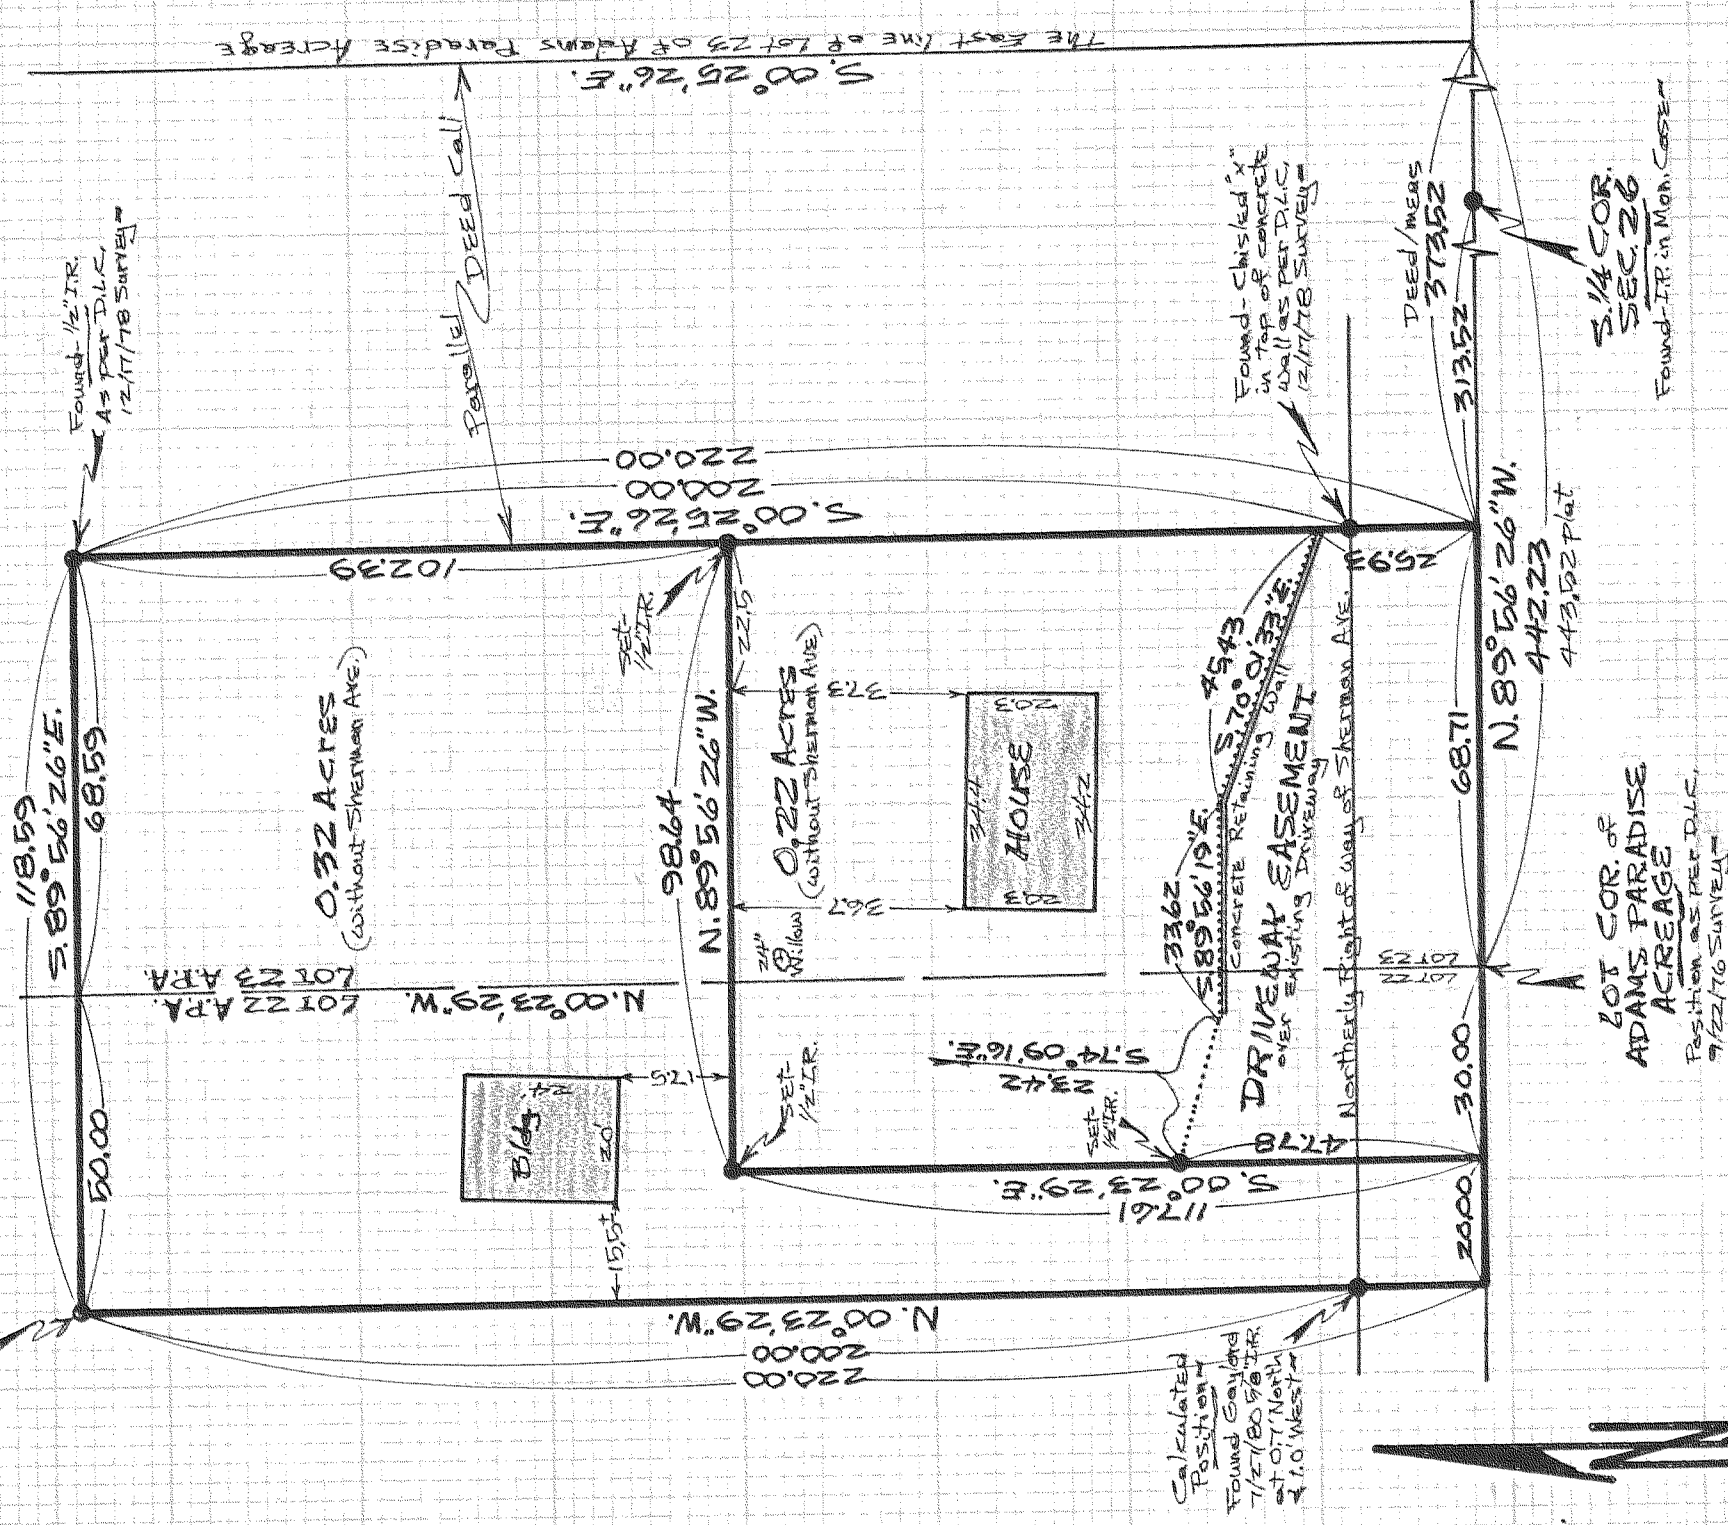 The East line of Lot 23 of Adams Paradise Acreage
S.00°25'26"E.
Found-1/2" I.R.
As per D.L.C.
12/17/78 Survey
Parallel
DEED Call
Found-Chisled "x"
in top of concrete
wall as per D.L.C.
12/17/78 Survey
Deed/meas
373.52
313.52
S.1/4 COR.
SEC.26
Found-I.P. in Mon. Case
220.00
200.00
S.00°25'26"E.
102.39
25.93
118.59
S.89°56'26"E.
68.59
50.00
0.32 Acres
(without Sherman Ave.)
LOT 23 A.P.A.
LOT 22 A.P.A.
N.00°23'29"W.
Set-
1/2" I.R.
22.5
98.64
N.89°56'26"W.
0.22 Acres
(without Sherman Ave)
24"
Willow
37.3
36.7
HOUSE
34.4
34.2
20.3
20.3
Bldg.
24'
20'
17.5
15.5±
Set-
1/2" I.R.
Set-
1/2" I.R.
S.74°09'16"E.
23.42
33.62
S.89°56'19"E.
45.43
S.70°01'33"E.
Concrete Retaining Wall
DRIVEWAY EASEMENT
over Existing Driveway
Northerly Right of Way of Sherman Ave.
LOT 23
LOT 22
47.78
S.00°23'29"E.
117.61
68.71
30.00
20.00
N.89°56'26"W.
442.23
443.52 Plat
LOT COR. of
ADAMS PARADISE
ACREAGE
Position as per D.L.C.
9/22/76 Survey
N.00°23'29"W.
200.00
220.00
Calculated
Position
Found Gaylord
7/27/80 5/8" I.R.
at 0.7' North
& 1.0' West
N